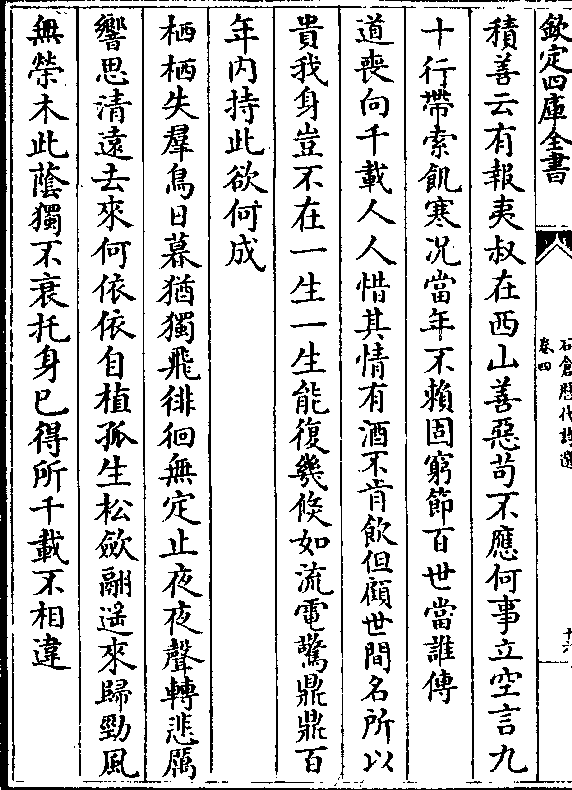 欽定四庫全書
石倉歷代詩選
卷四
十六
積善云有報夷叔在西山善惡苟不應何事立空言九
十行帶索飢寒况當年不賴固窮節百世當誰傳
道喪向千載人人惜其情有酒不肯飲但顧世間名所以
貴我身豈不在一生一生能復幾倐如流電驚鼎鼎百
年内持此欲何成
栖栖失羣鳥日暮猶獨飛徘徊無定止夜夜聲轉悲厲
響思清遠去來何依依自植孤生松歛翮遥來歸勁風
無榮木此蔭獨不衰托身已得所千載不相違